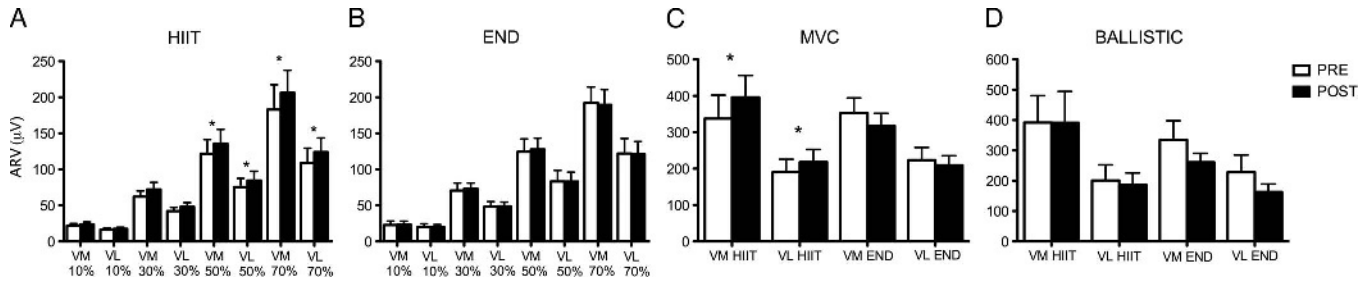 A
HIIT
ARV (μV)
250
200
150
100
50
0
*
*
*
*
VM 10%
VL 10%
VM 30%
VL 30%
VM 50%
VL 50%
VM 70%
VL 70%
B
END
250
200
150
100
50
0
VM 10%
VL 10%
VM 30%
VL 30%
VM 50%
VL 50%
VM 70%
VL 70%
C
MVC
500
400
300
200
100
0
*
*
VM HIIT
VL HIIT
VM END
VL END
D
BALLISTIC
600
500
400
300
200
100
0
VM HIIT
VL HIIT
VM END
VL END
PRE
POST